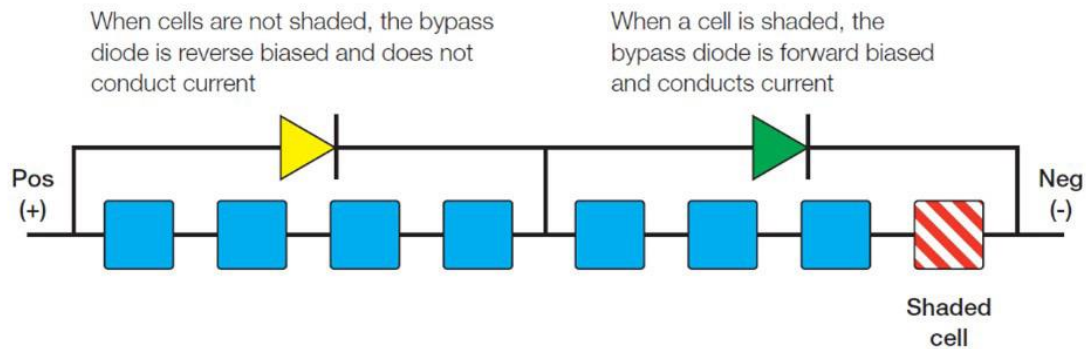 When cells are not shaded, the bypass
diode is reverse biased and does not
conduct current
When a cell is shaded, the
bypass diode is forward biased
and conducts current
Pos
(+)
Neg
(-)
Shaded
cell